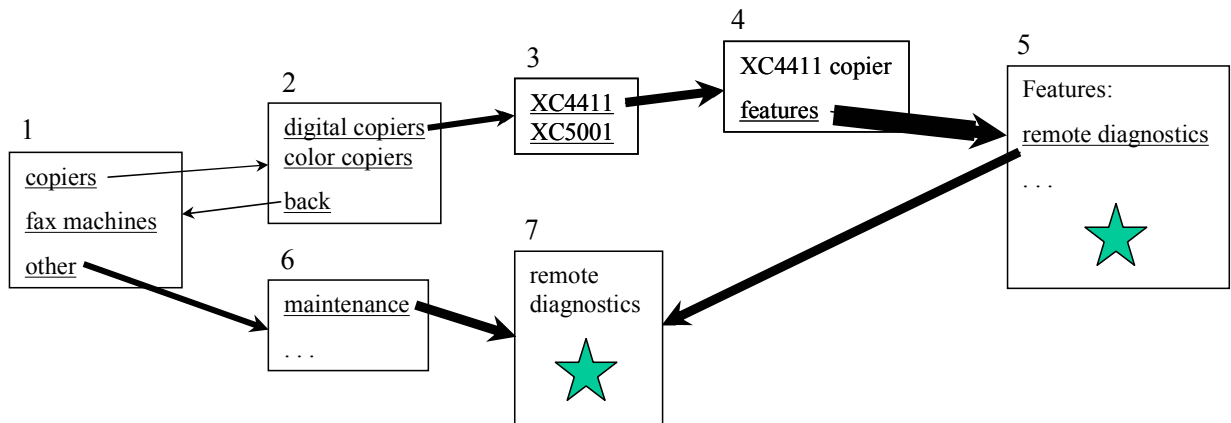 1
copiers
fax machines
other
2
digital copiers
color copiers
back
3
XC4411
XC5001
4
XC4411 copier
features
5
Features:
remote diagnostics
. . .
6
maintenance
. . .
7
remote
diagnostics